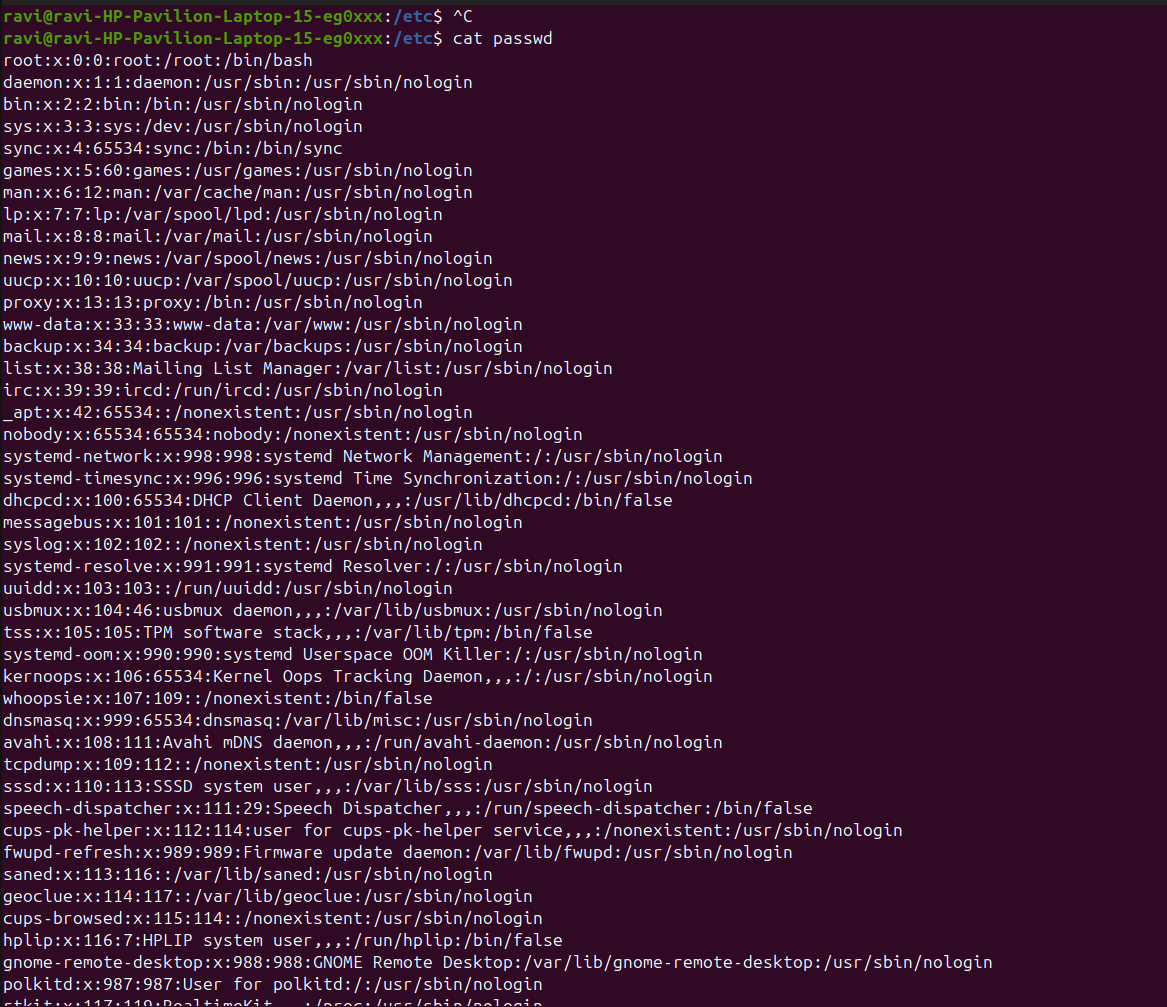 ravi@ravi-HP-Pavilion-Laptop-15-eg0xxx:/etc$ ^C
ravi@ravi-HP-Pavilion-Laptop-15-eg0xxx:/etc$ cat passwd
root:x:0:0:root:/root:/bin/bash
daemon:x:1:1:daemon:/usr/sbin:/usr/sbin/nologin
bin:x:2:2:bin:/bin:/usr/sbin/nologin
sys:x:3:3:sys:/dev:/usr/sbin/nologin
sync:x:4:65534:sync:/bin:/bin/sync
games:x:5:60:games:/usr/games:/usr/sbin/nologin
man:x:6:12:man:/var/cache/man:/usr/sbin/nologin
lp:x:7:7:lp:/var/spool/lpd:/usr/sbin/nologin
mail:x:8:8:mail:/var/mail:/usr/sbin/nologin
news:x:9:9:news:/var/spool/news:/usr/sbin/nologin
uucp:x:10:10:uucp:/var/spool/uucp:/usr/sbin/nologin
proxy:x:13:13:proxy:/bin:/usr/sbin/nologin
www-data:x:33:33:www-data:/var/www:/usr/sbin/nologin
backup:x:34:34:backup:/var/backups:/usr/sbin/nologin
list:x:38:38:Mailing List Manager:/var/list:/usr/sbin/nologin
irc:x:39:39:ircd:/run/ircd:/usr/sbin/nologin
_apt:x:42:65534::/nonexistent:/usr/sbin/nologin
nobody:x:65534:65534:nobody:/nonexistent:/usr/sbin/nologin
systemd-network:x:998:998:systemd Network Management:/:/usr/sbin/nologin
systemd-timesync:x:996:996:systemd Time Synchronization:/:/usr/sbin/nologin
dhcpcd:x:100:65534:DHCP Client Daemon,,,:/usr/lib/dhcpcd:/bin/false
messagebus:x:101:101::/nonexistent:/usr/sbin/nologin
syslog:x:102:102::/nonexistent:/usr/sbin/nologin
systemd-resolve:x:991:991:systemd Resolver:/:/usr/sbin/nologin
uuidd:x:103:103::/run/uuidd:/usr/sbin/nologin
usbmux:x:104:46:usbmux daemon,,,:/var/lib/usbmux:/usr/sbin/nologin
tss:x:105:105:TPM software stack,,,:/var/lib/tpm:/bin/false
systemd-oom:x:990:990:systemd Userspace OOM Killer:/:/usr/sbin/nologin
kernoops:x:106:65534:Kernel Oops Tracking Daemon,,,:/:/usr/sbin/nologin
whoopsie:x:107:109::/nonexistent:/bin/false
dnsmasq:x:999:65534:dnsmasq:/var/lib/misc:/usr/sbin/nologin
avahi:x:108:111:Avahi mDNS daemon,,,:/run/avahi-daemon:/usr/sbin/nologin
tcpdump:x:109:112::/nonexistent:/usr/sbin/nologin
sssd:x:110:113:SSSD system user,,,:/var/lib/sss:/usr/sbin/nologin
speech-dispatcher:x:111:29:Speech Dispatcher,,,:/run/speech-dispatcher:/bin/false
cups-pk-helper:x:112:114:user for cups-pk-helper service,,,:/nonexistent:/usr/sbin/nologin
fwupd-refresh:x:989:989:Firmware update daemon:/var/lib/fwupd:/usr/sbin/nologin
saned:x:113:116::/var/lib/saned:/usr/sbin/nologin
geoclue:x:114:117::/var/lib/geoclue:/usr/sbin/nologin
cups-browsed:x:115:114::/nonexistent:/usr/sbin/nologin
hplip:x:116:7:HPLIP system user,,,:/run/hplip:/bin/false
gnome-remote-desktop:x:988:988:GNOME Remote Desktop:/var/lib/gnome-remote-desktop:/usr/sbin/nologin
polkitd:x:987:987:User for polkitd:/:/usr/sbin/nologin
rtkit:x:117:119:RealtimeKit,,,:/proc:/usr/sbin/nologin